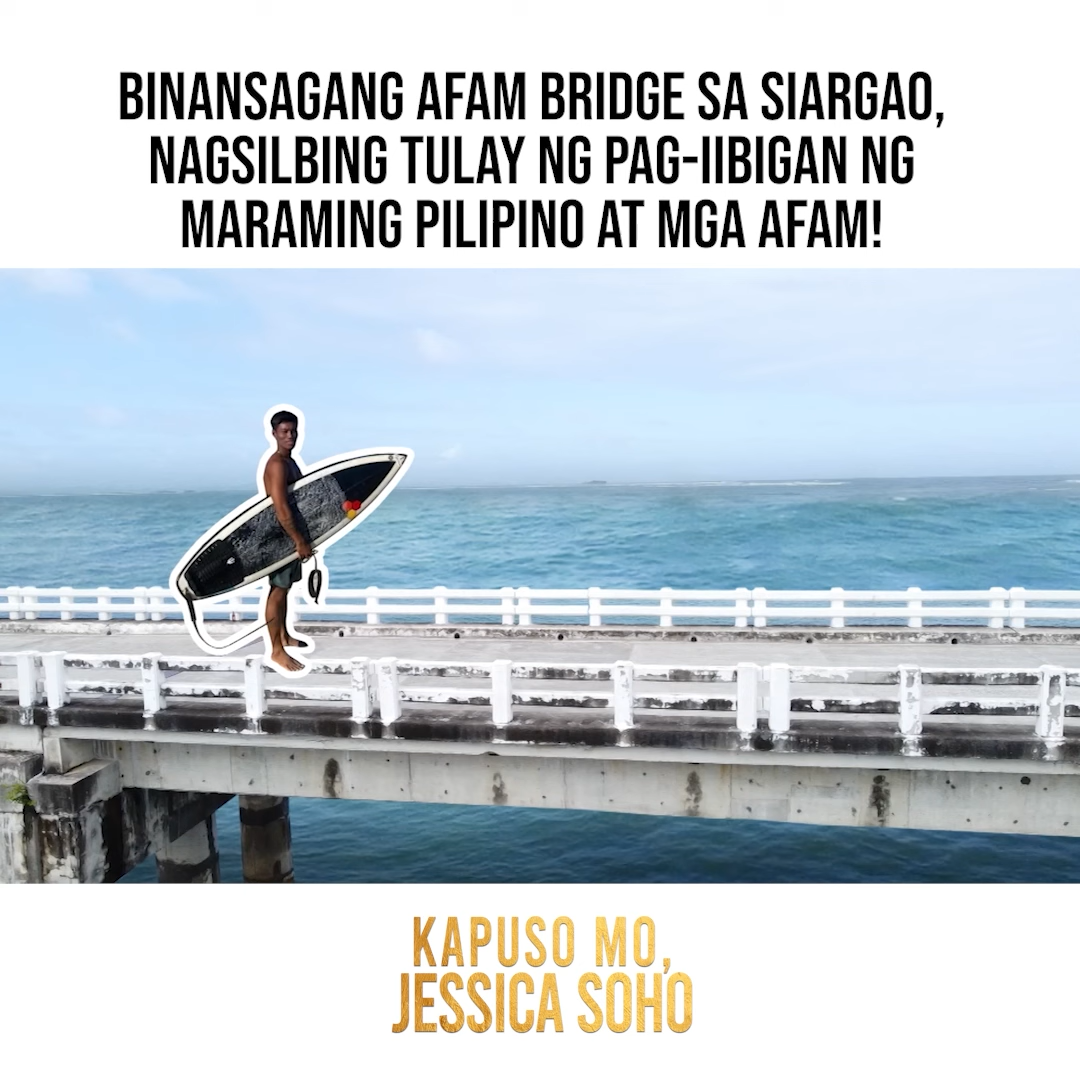 BINANSAGANG AFAM BRIDGE SA SIARGAO,
NAGSILBING TULAY NG PAG-IIBIGAN NG
MARAMING PILIPINO AT MGA AFAM!
KAPUSO MO,
JESSICA SOHO